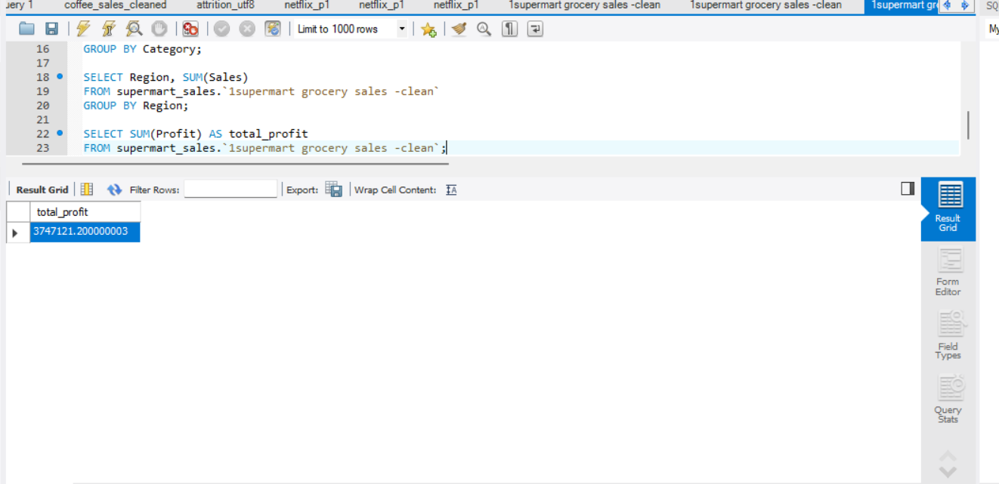 uery 1 coffee_sales_cleaned attrition_utf8 netflix_p1 netflix_p1 netflix_p1 1supermart grocery sales -clean 1supermart grocery sales -clean 1supermart gr SQ
Limit to 1000 rows My
16 GROUP BY Category;
17
18 SELECT Region, SUM(Sales)
19 FROM supermart_sales.`1supermart grocery sales -clean`
20 GROUP BY Region;
21
22 SELECT SUM(Profit) AS total_profit
23 FROM supermart_sales.`1supermart grocery sales -clean`;
Result Grid Filter Rows: Export: Wrap Cell Content:
total_profit
3747121.200000003
Result
Grid
Form
Editor
Field
Types
Query
Stats